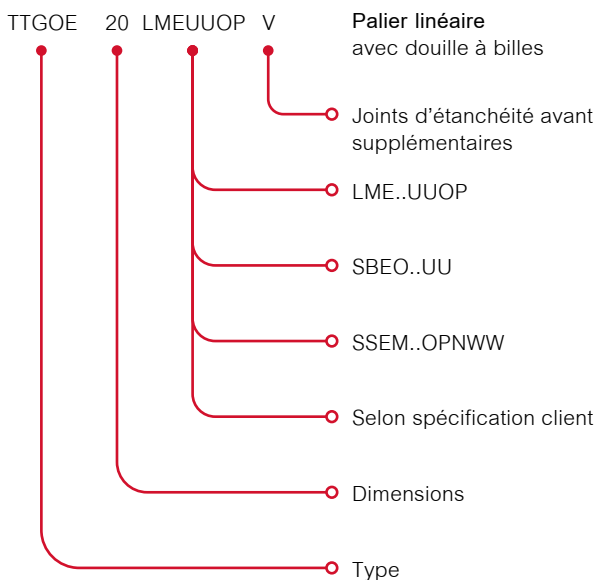 TTGOE 20 LMEUUOP V
Palier linéaire
avec douille à billes
Joints d'étanchéité avant
supplémentaires
LME..UUOP
SBEO..UU
SSEM..OPNWW
Selon spécification client
Dimensions
Type